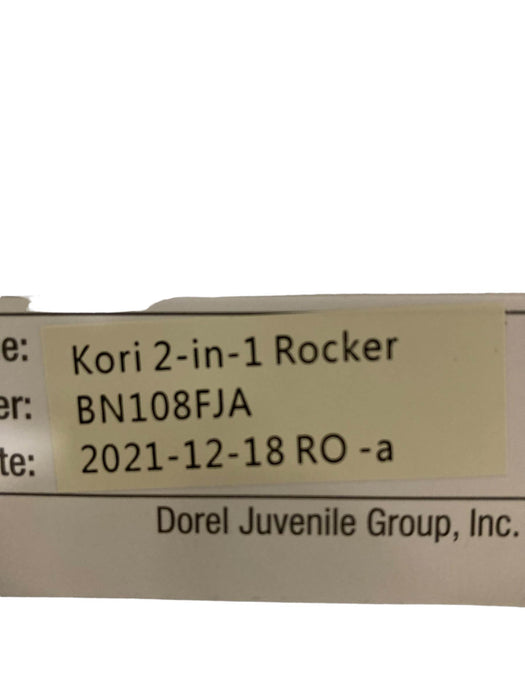 e: Kori 2-in-1 Rocker
er: BN108FJA
te: 2021-12-18 RO -a
Dorel Juvenile Group, Inc.